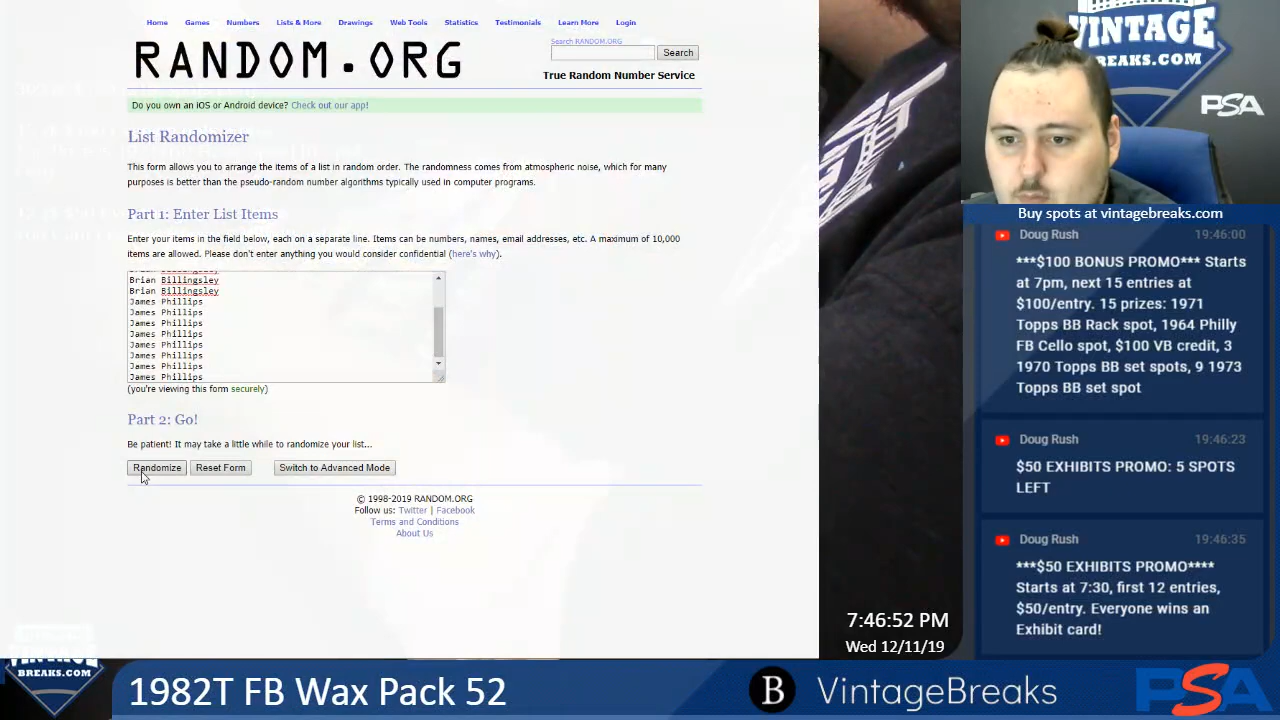 Home Games Numbers Lists & More Drawings Web Tools Statistics Testimonials Learn More Login
RANDOM.ORG
Search RANDOM.ORG
Search
True Random Number Service
Do you own an iOS or Android device? Check out our app!
List Randomizer
This form allows you to arrange the items of a list in random order. The randomness comes from atmospheric noise, which for many
purposes is better than the pseudo-random number algorithms typically used in computer programs.
Part 1: Enter List Items
Enter your items in the field below, each on a separate line. Items can be numbers, names, email addresses, etc. A maximum of 10,000
items are allowed. Please don't enter anything you would consider confidential (here's why).
Brian Billingsley
Brian Billingsley
James Phillips
James Phillips
James Phillips
James Phillips
James Phillips
James Phillips
James Phillips
James Phillips
(you're viewing this form securely)
Part 2: Go!
Be patient! It may take a little while to randomize your list...
Randomize Reset Form Switch to Advanced Mode
© 1998-2019 RANDOM.ORG
Follow us: Twitter | Facebook
Terms and Conditions
About Us
VINTAGE
BREAKS.COM
PSA
Buy spots at vintagebreaks.com
Doug Rush 19:46:00
***$100 BONUS PROMO*** Starts
at 7pm, next 15 entries at
$100/entry. 15 prizes: 1971
Topps BB Rack spot, 1964 Philly
FB Cello spot, $100 VB credit, 3
1970 Topps BB set spots, 9 1973
Topps BB set spot
Doug Rush 19:46:23
$50 EXHIBITS PROMO: 5 SPOTS
LEFT
Doug Rush 19:46:35
***$50 EXHIBITS PROMO****
Starts at 7:30, first 12 entries,
$50/entry. Everyone wins an
Exhibit card!
7:46:52 PM
Wed 12/11/19
VINTAGE
BREAKS.COM
1982T FB Wax Pack 52
B VintageBreaks
PSA